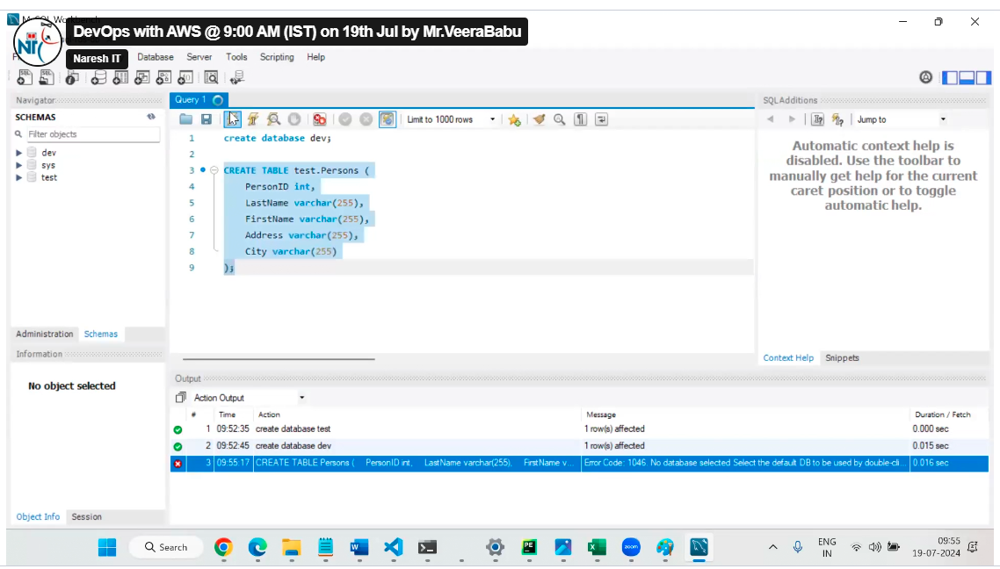 DevOps with AWS @ 9:00 AM (IST) on 19th Jul by Mr.VeeraBabu
Naresh IT
Database Server Tools Scripting Help
Navigator
SCHEMAS
Filter objects
dev
sys
test
Administration Schemas
Information
No object selected
Object Info Session
Query 1
Limit to 1000 rows
1 create database dev;
2
3 CREATE TABLE test.Persons (
4 PersonID int,
5 LastName varchar(255),
6 FirstName varchar(255),
7 Address varchar(255),
8 City varchar(255)
9 );
SQLAdditions
Jump to
Automatic context help is
disabled. Use the toolbar to
manually get help for the current
caret position or to toggle
automatic help.
Context Help Snippets
Output
Action Output
# Time Action Message Duration / Fetch
1 09:52:35 create database test 1 row(s) affected 0.000 sec
2 09:52:45 create database dev 1 row(s) affected 0.015 sec
3 09:55:17 CREATE TABLE Persons ( PersonID int, LastName varchar(255), FirstName v... Error Code: 1046. No database selected Select the default DB to be used by double-cli... 0.016 sec
Search
ENG
IN
09:55
19-07-2024